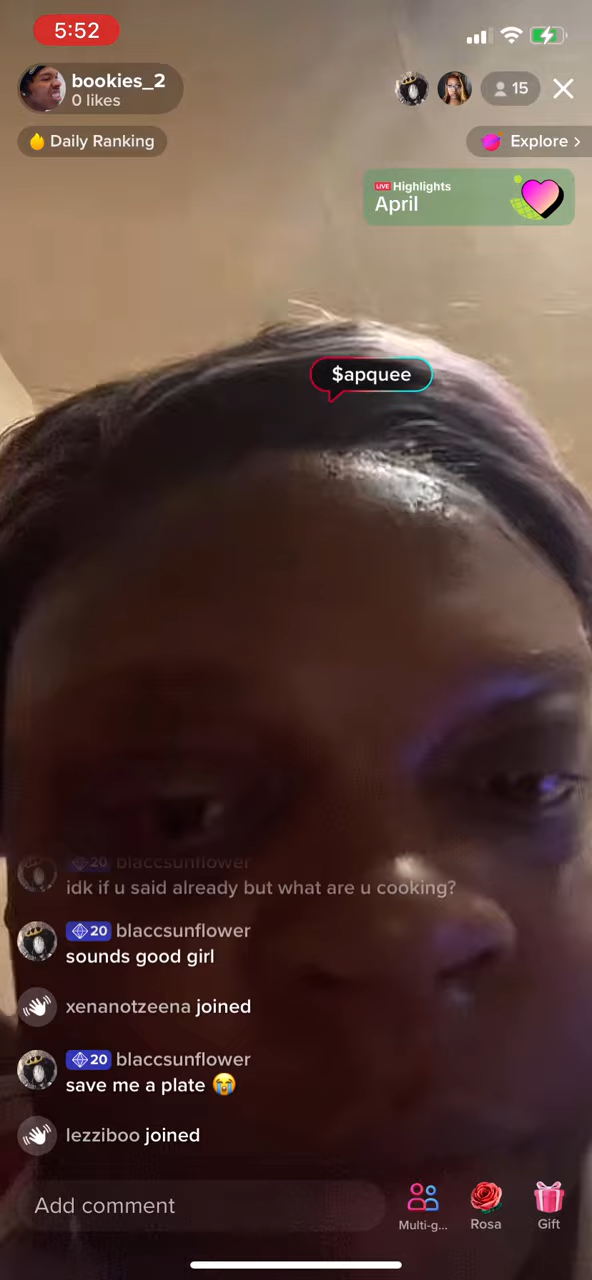 5:52
bookies_2
0 likes
15
Daily Ranking
Explore >
LIVE Highlights
April
$apquee
20 blaccsunflower
idk if u said already but what are u cooking?
20 blaccsunflower
sounds good girl
xenanotzeena joined
20 blaccsunflower
save me a plate 😭
lezziboo joined
Add comment
Multi-g... Rosa Gift